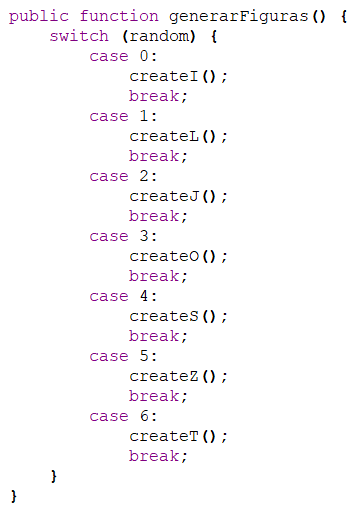 public function generarFiguras() {
    switch (random) {
        case 0:
            createI();
            break;
        case 1:
            createL();
            break;
        case 2:
            createJ();
            break;
        case 3:
            createO();
            break;
        case 4:
            createS();
            break;
        case 5:
            createZ();
            break;
        case 6:
            createT();
            break;
    }
}